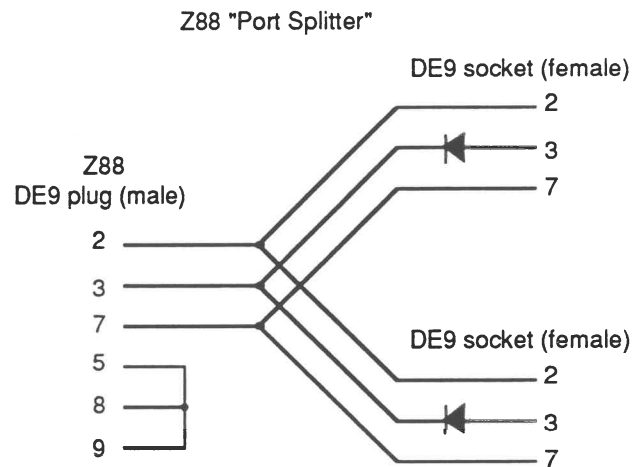 Z88 "Port Splitter"
DE9 socket (female)
2
3
7
Z88
DE9 plug (male)
2
3
7
5
8
9
DE9 socket (female)
2
3
7